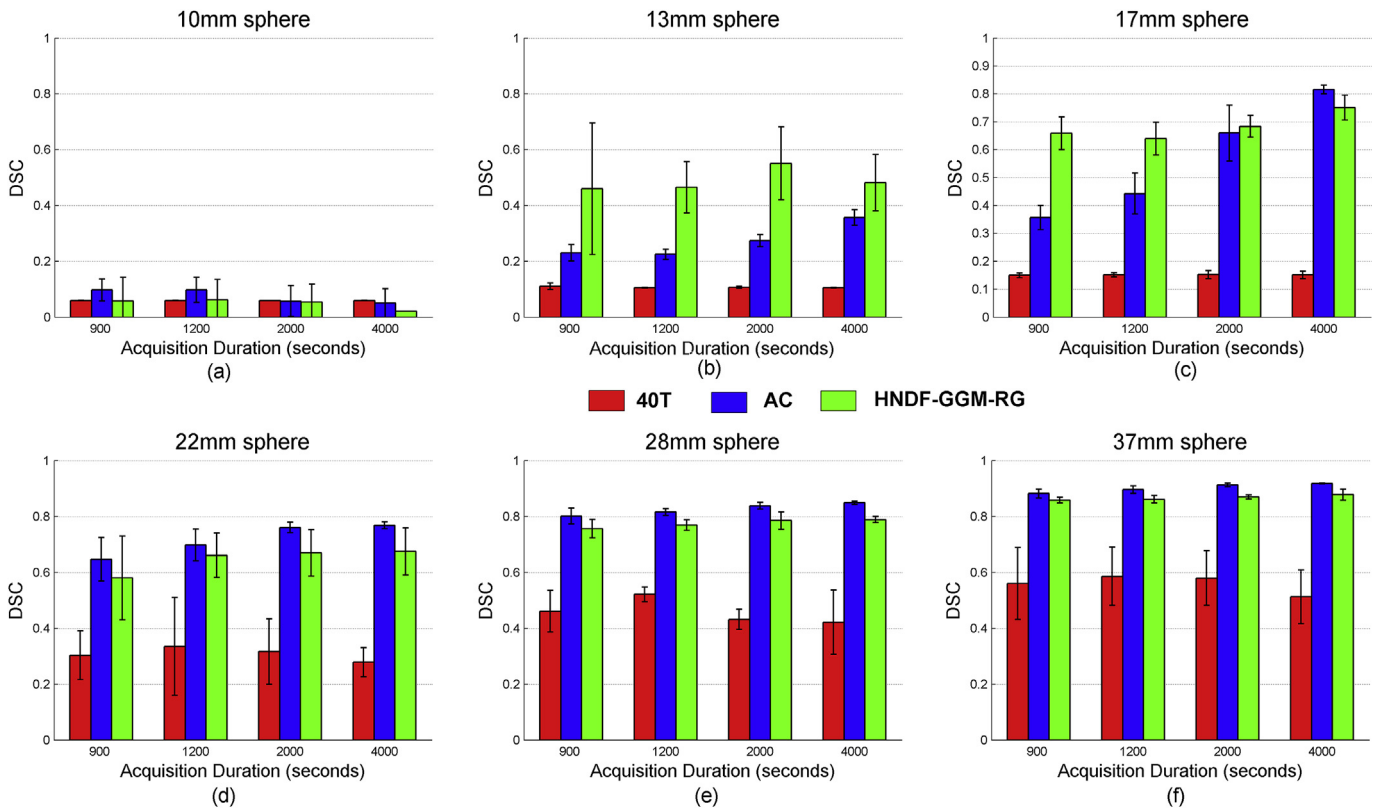 10mm sphere
1
0.8
0.6
0.4
0.2
0
DSC
900 1200 2000 4000
Acquisition Duration (seconds)
(a)
13mm sphere
1
0.8
0.6
0.4
0.2
0
DSC
900 1200 2000 4000
Acquisition Duration (seconds)
(b)
17mm sphere
1
0.9
0.8
0.7
0.6
0.5
0.4
0.3
0.2
0.1
0
DSC
900 1200 2000 4000
Acquisition Duration (seconds)
(c)
40T AC HNDF-GGM-RG
22mm sphere
1
0.8
0.6
0.4
0.2
0
DSC
900 1200 2000 4000
Acquisition Duration (seconds)
(d)
28mm sphere
1
0.8
0.6
0.4
0.2
0
DSC
900 1200 2000 4000
Acquisition Duration (seconds)
(e)
37mm sphere
1
0.8
0.6
0.4
0.2
0
DSC
900 1200 2000 4000
Acquisition Duration (seconds)
(f)